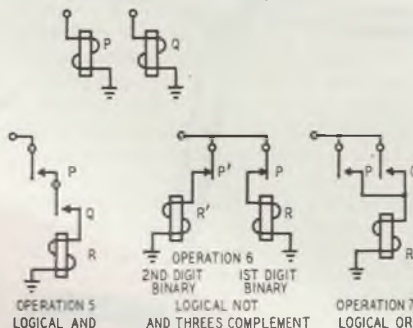 P Q
P P' P P Q
Q R' R
R R
OPERATION 6
2ND DIGIT 1ST DIGIT
BINARY BINARY
OPERATION 5 LOGICAL NOT OPERATION 7
LOGICAL AND AND THREES COMPLEMENT LOGICAL OR